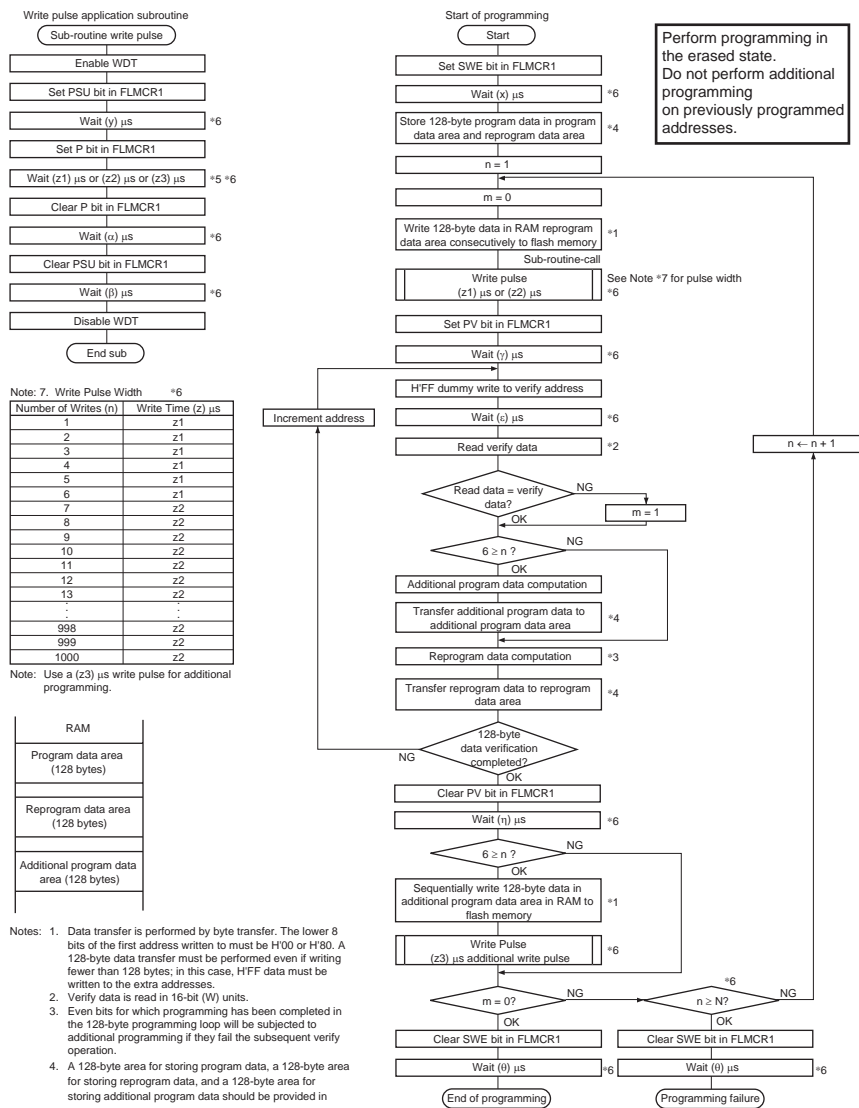 Write pulse application subroutine
Sub-routine write pulse
Enable WDT
Set PSU bit in FLMCR1
Wait (y) μs
*6
Set P bit in FLMCR1
Wait (z1) μs or (z2) μs or (z3) μs
*5 *6
Clear P bit in FLMCR1
Wait (α) μs
*6
Clear PSU bit in FLMCR1
Wait (β) μs
*6
Disable WDT
End sub
Note: 7. Write Pulse Width *6
Number of Writes (n) Write Time (z) μs
1 z1
2 z1
3 z1
4 z1
5 z1
6 z1
7 z2
8 z2
9 z2
10 z2
11 z2
12 z2
13 z2
. .
. .
. .
998 z2
999 z2
1000 z2
Note: Use a (z3) μs write pulse for additional
programming.
RAM
Program data area
(128 bytes)
Reprogram data area
(128 bytes)
Additional program data
area (128 bytes)
Start of programming
Start
Set SWE bit in FLMCR1
Wait (x) μs
*6
Store 128-byte program data in program
data area and reprogram data area
*4
n = 1
m = 0
Write 128-byte data in RAM reprogram
data area consecutively to flash memory
*1
Sub-routine-call
Write pulse
(z1) μs or (z2) μs
See Note *7 for pulse width
*6
Set PV bit in FLMCR1
Wait (γ) μs
*6
H'FF dummy write to verify address
Increment address
Wait (ε) μs
*6
Read verify data
*2
n ← n + 1
Read data = verify
data?
NG
m = 1
OK
6 ≥ n ?
NG
OK
Additional program data computation
Transfer additional program data to
additional program data area
*4
Reprogram data computation
*3
Transfer reprogram data to reprogram
data area
*4
128-byte
data verification
completed?
NG
OK
Clear PV bit in FLMCR1
Wait (η) μs
*6
6 ≥ n ?
NG
OK
Sequentially write 128-byte data in
additional program data area in RAM to
flash memory
*1
Write Pulse
(z3) μs additional write pulse
*6
m = 0?
NG
*6
n ≥ N?
NG
OK
OK
Clear SWE bit in FLMCR1
Clear SWE bit in FLMCR1
Wait (θ) μs
*6
Wait (θ) μs
*6
End of programming
Programming failure
Perform programming in
the erased state.
Do not perform additional
programming
on previously programmed
addresses.
Notes: 1. Data transfer is performed by byte transfer. The lower 8
bits of the first address written to must be H'00 or H'80. A
128-byte data transfer must be performed even if writing
fewer than 128 bytes; in this case, H'FF data must be
written to the extra addresses.
2. Verify data is read in 16-bit (W) units.
3. Even bits for which programming has been completed in
the 128-byte programming loop will be subjected to
additional programming if they fail the subsequent verify
operation.
4. A 128-byte area for storing program data, a 128-byte area
for storing reprogram data, and a 128-byte area for
storing additional program data should be provided in